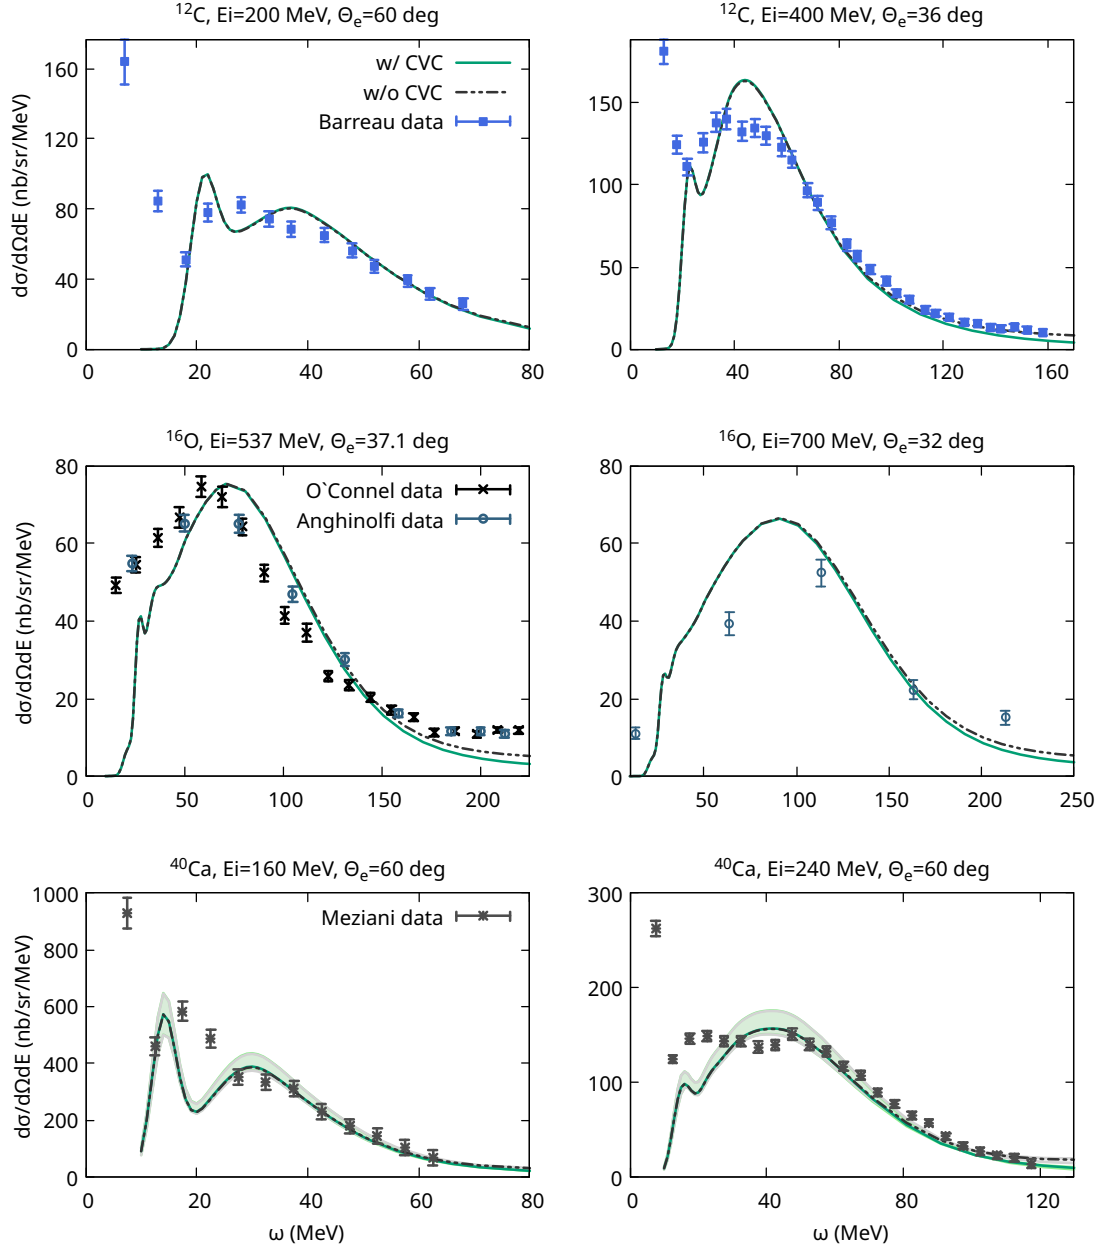 ¹²C, Ei=200 MeV, Θₑ=60 deg
dσ/dΩdE (nb/sr/MeV)
160
120
80
40
0
w/ CVC
w/o CVC
Barreau data
0 20 40 60 80
¹²C, Ei=400 MeV, Θₑ=36 deg
150
100
50
0
0 40 80 120 160
¹⁶O, Ei=537 MeV, Θₑ=37.1 deg
dσ/dΩdE (nb/sr/MeV)
80
60
40
20
0
O`Connel data
Anghinolfi data
0 50 100 150 200
¹⁶O, Ei=700 MeV, Θₑ=32 deg
80
60
40
20
0
50 100 150 200 250
⁴⁰Ca, Ei=160 MeV, Θₑ=60 deg
dσ/dΩdE (nb/sr/MeV)
1000
800
600
400
200
0
Meziani data
0 20 40 60 80
ω (MeV)
⁴⁰Ca, Ei=240 MeV, Θₑ=60 deg
300
200
100
0
0 40 80 120
ω (MeV)